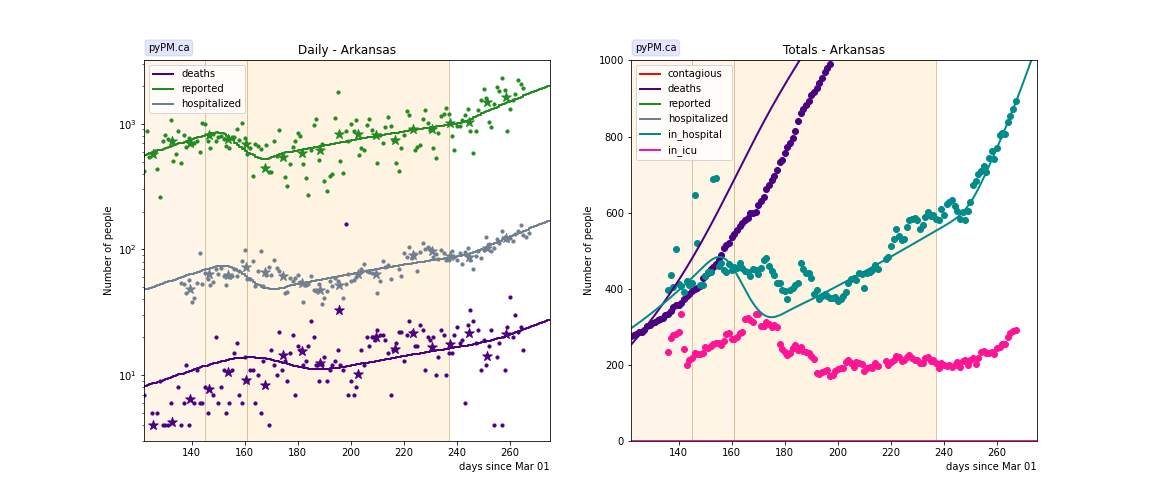 pyPM.ca
Daily - Arkansas
deaths
reported
hospitalized
10³
10²
10¹
Number of people
140 160 180 200 220 240 260
days since Mar 01
pyPM.ca
Totals - Arkansas
contagious
deaths
reported
hospitalized
in_hospital
in_icu
1000
800
600
400
200
0
Number of people
140 160 180 200 220 240 260
days since Mar 01